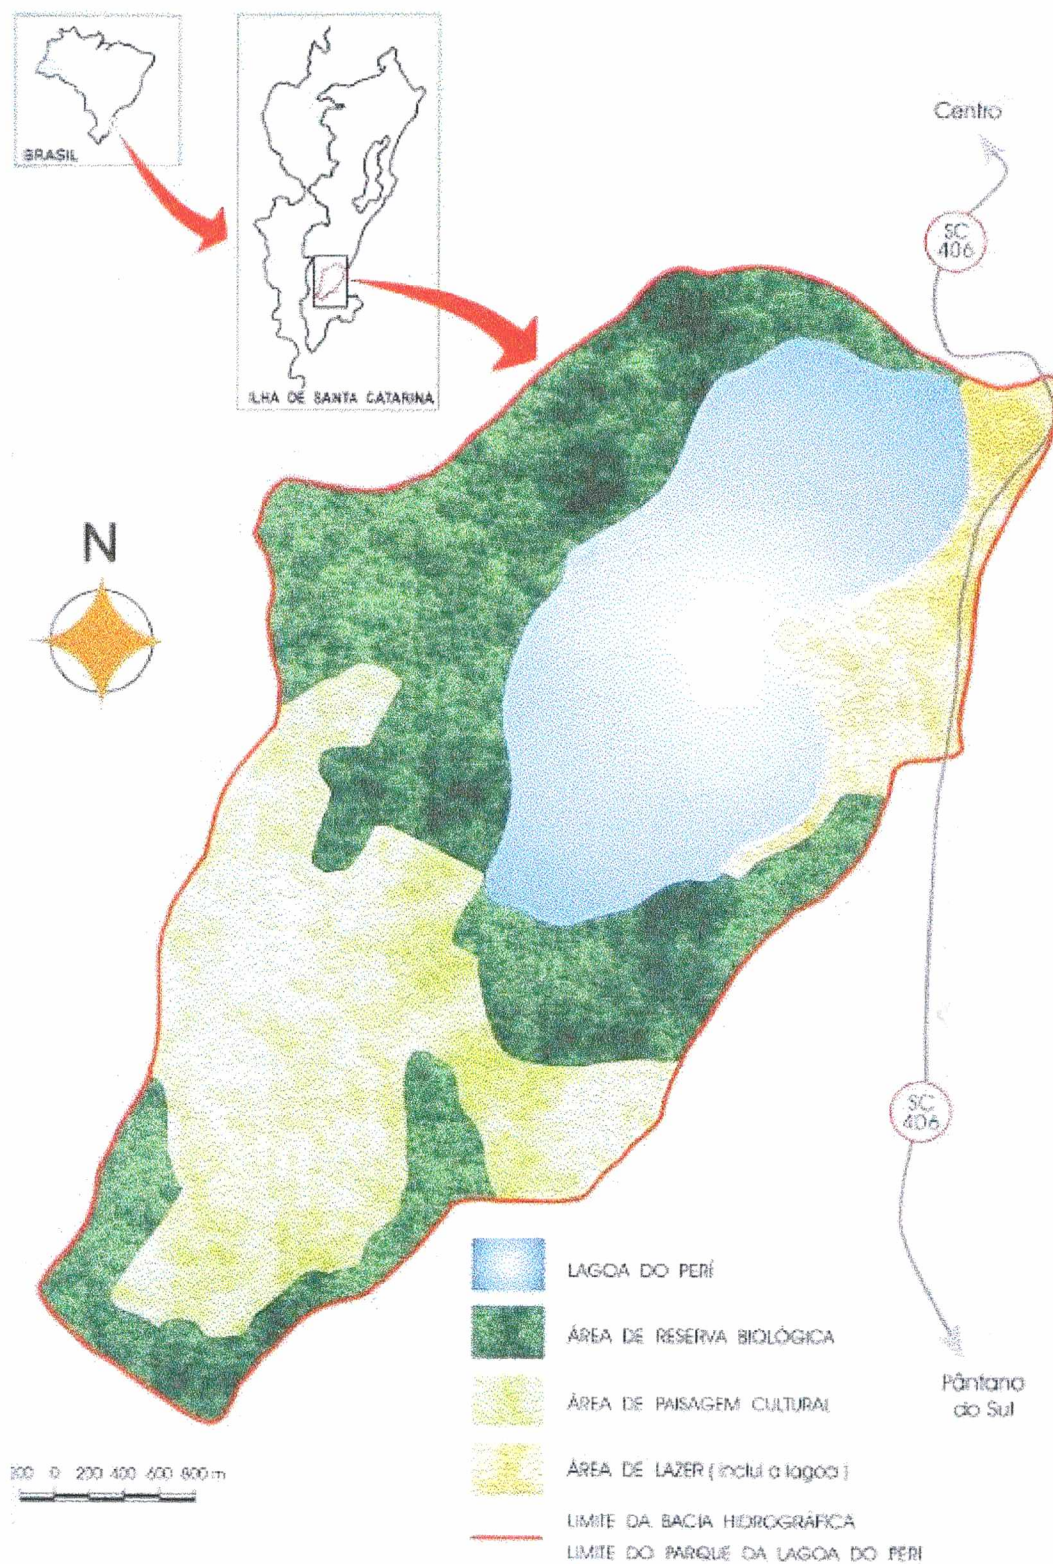 BRASIL
ILHA DE SANTA CATARINA
Centro
SC
406
N
SC
406
LAGOA DO PERÍ
ÁREA DE RESERVA BIOLÓGICA
ÁREA DE PAISAGEM CULTURAL
Pântano
do Sul
ÁREA DE LAZER ( inclui a lagoa )
200 0 200 400 600 800 m
LIMITE DA BACIA HIDROGRÁFICA
LIMITE DO PARQUE DA LAGOA DO PERI